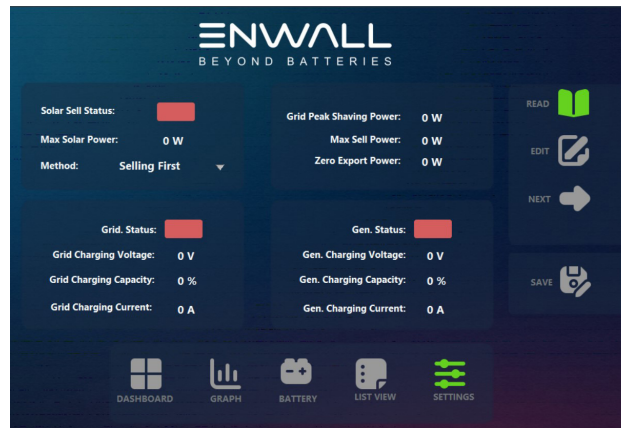 ENWALL
BEYOND BATTERIES
Solar Sell Status:
Max Solar Power: 0 W
Method: Selling First
Grid Peak Shaving Power: 0 W
Max Sell Power: 0 W
Zero Export Power: 0 W
READ
EDIT
NEXT
Grid. Status:
Grid Charging Voltage: 0 V
Grid Charging Capacity: 0 %
Grid Charging Current: 0 A
Gen. Status:
Gen. Charging Voltage: 0 V
Gen. Charging Capacity: 0 %
Gen. Charging Current: 0 A
SAVE
DASHBOARD
GRAPH
BATTERY
LIST VIEW
SETTINGS